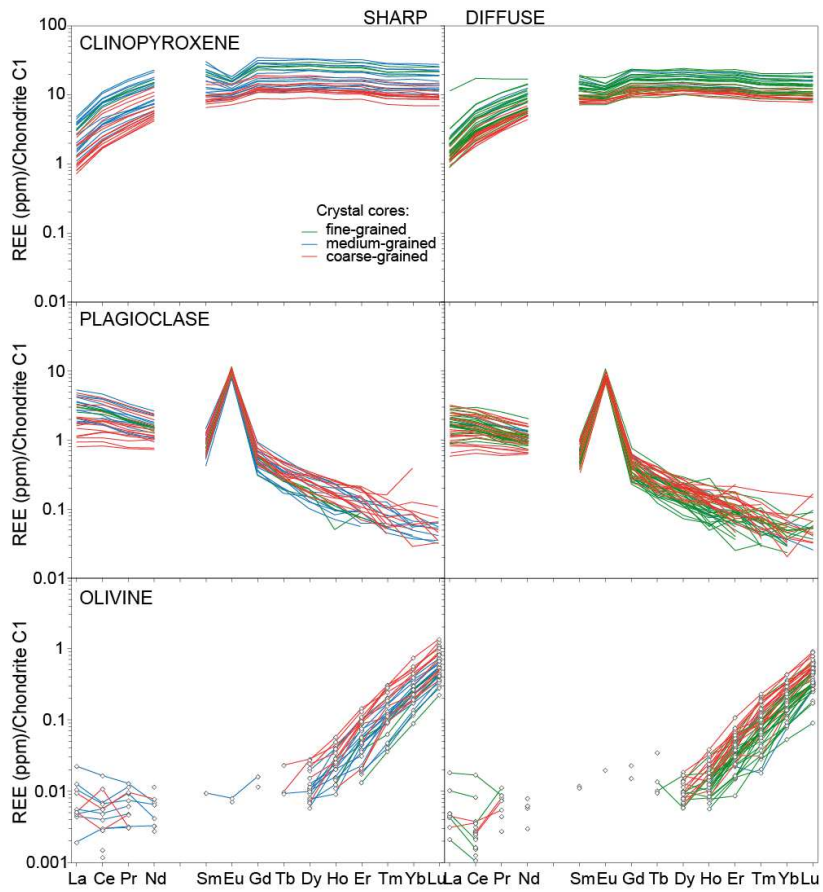 SHARP DIFFUSE
100
CLINOPYROXENE
10
1
0.1
0.01
REE (ppm)/Chondrite C1
Crystal cores:
fine-grained
medium-grained
coarse-grained
PLAGIOCLASE
10
1
0.1
0.01
REE (ppm)/Chondrite C1
OLIVINE
1
0.1
0.01
0.001
REE (ppm)/Chondrite C1
La Ce Pr Nd Sm Eu Gd Tb Dy Ho Er Tm Yb Lu La Ce Pr Nd Sm Eu Gd Tb Dy Ho Er Tm Yb Lu